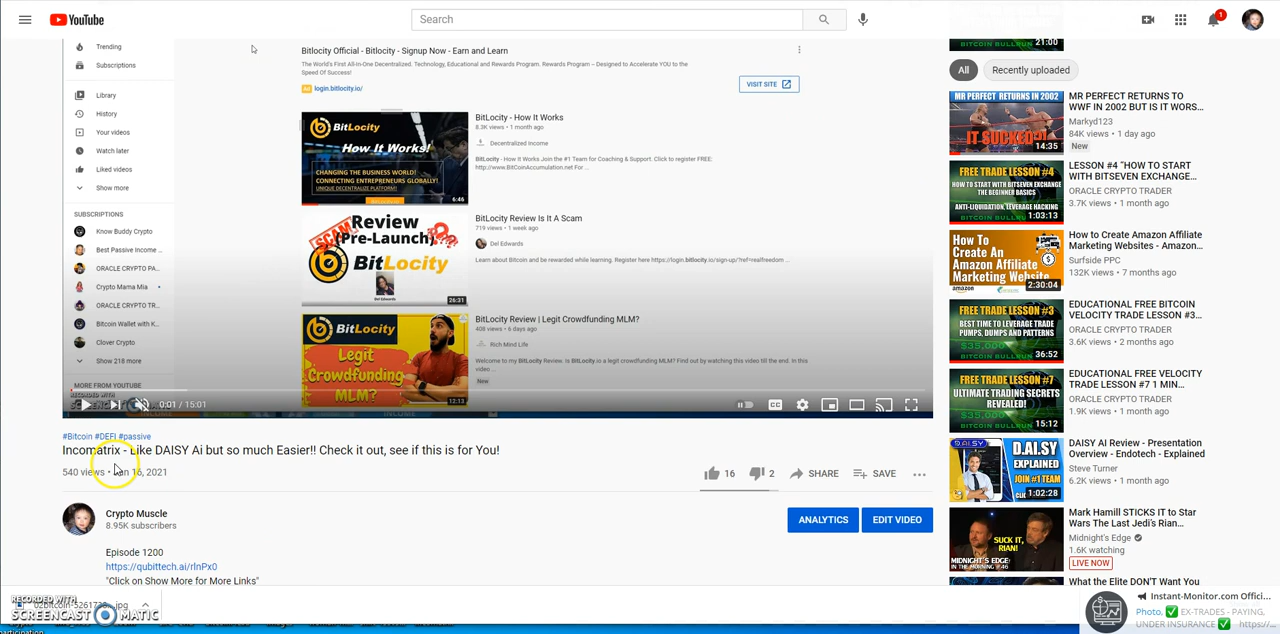 YouTube
Search
1
Trending
Subscriptions
Library
History
Your videos
Watch later
Liked videos
Show more
SUBSCRIPTIONS
Know Buddy Crypto
Best Passive Income ...
ORACLE CRYPTO PA...
Crypto Mama Mia
ORACLE CRYPTO TR...
Bitcoin Wallet with K...
Clover Crypto
Show 218 more
MORE FROM YOUTUBE
Bitlocity Official - Bitlocity - Signup Now - Earn and Learn
The World's First All-In-One Decentralized. Technology, Educational and Rewards Program. Rewards Program – Designed to Accelerate YOU to the
Speed Of Success!
Ad login.bitlocity.io/
VISIT SITE
BitLocity
How It Works!
CHANGING THE BUSINESS WORLD!
CONNECTING ENTREPRENEURS GLOBALLY!
UNIQUE DECENTRALIZE PLATFORM!
6:46
BitLocity - How It Works
8.3K views • 1 month ago
Decentralized Income
BitLocity - How It Works Join the #1 Team for Coaching & Support. Click to register FREE:
http://www.BitCoinAccumulation.net For ...
Review
(Pre-Launch)
SCAM
BitLocity
26:31
BitLocity Review Is It A Scam
719 views • 1 week ago
Del Edwards
Learn about Bitcoin and be rewarded while learning. Register here https://login.bitlocity.io/sign-up/?ref=realfreedom ...
BitLocity
Legit
Crowdfunding
MLM?
12:13
BitLocity Review | Legit Crowdfunding MLM?
408 views • 6 days ago
Rich Mind Life
Welcome to my BitLocity Review. Is BitLocity.io a legit crowdfunding MLM? Find out by watching this video till the end. In this
video ...
New
RECORDED WITH
0:01 / 15:01
CC
#Bitcoin #DEFI #passive
Incomatrix - Like DAISY Ai but so much Easier!! Check it out, see if this is for You!
540 views • Jan 16, 2021
16
2
SHARE
SAVE
Crypto Muscle
8.95K subscribers
ANALYTICS
EDIT VIDEO
Episode 1200
https://qubittech.ai/rlnPx0
"Click on Show More for More Links"
BITCOIN BULLRUN
21:00
All
Recently uploaded
MR PERFECT RETURNS IN 2002
IT SUCKED?!
14:35
MR PERFECT RETURNS TO
WWF IN 2002 BUT IS IT WORS...
Markyd123
84K views • 1 day ago
New
FREE TRADE LESSON #4
HOW TO START WITH BITSEVEN EXCHANGE
THE BEGINNER BASICS
ANTI-LIQUIDATION, LEVERAGE HACKING
BITCOIN BULLRUN
1:03:13
LESSON #4 "HOW TO START
WITH BITSEVEN EXCHANGE...
ORACLE CRYPTO TRADER
3.7K views • 1 month ago
How To
Create An
Amazon Affiliate
Marketing Website
amazon
2:30:04
How to Create Amazon Affiliate
Marketing Websites - Amazon...
Surfside PPC
132K views • 7 months ago
FREE TRADE LESSON #3
BEST TIME TO LEVERAGE TRADE
PUMPS, DUMPS AND PATTERNS
$35,000
BITCOIN BULLRUN
36:52
EDUCATIONAL FREE BITCOIN
VELOCITY TRADE LESSON #3...
ORACLE CRYPTO TRADER
3.6K views • 2 months ago
FREE TRADE LESSON #7
ULTIMATE TRADING SECRETS
REVEALED!
BITCOIN BULLRUN
15:12
EDUCATIONAL FREE VELOCITY
TRADE LESSON #7 1 MIN...
ORACLE CRYPTO TRADER
1.9K views • 1 month ago
D.AI.SY
EXPLAINED
JOIN #1
TEAM
1:02:28
DAISY AI Review - Presentation
Overview - Endotech - Explained
Steve Turner
6.2K views • 1 month ago
SUCK IT,
RIAN!
MIDNIGHT'S EDGE
IN THE MORNING #46
Mark Hamill STICKS IT to Star
Wars The Last Jedi's Rian...
Midnight's Edge
1.6K watching
LIVE NOW
What the Elite DON'T Want You
RECORDED WITH
SCREENCAST MATIC
Instant-Monitor.com Offici...
Photo, ✅ EX-TRADES - PAYING,
UNDER INSURANCE ✅ https://...